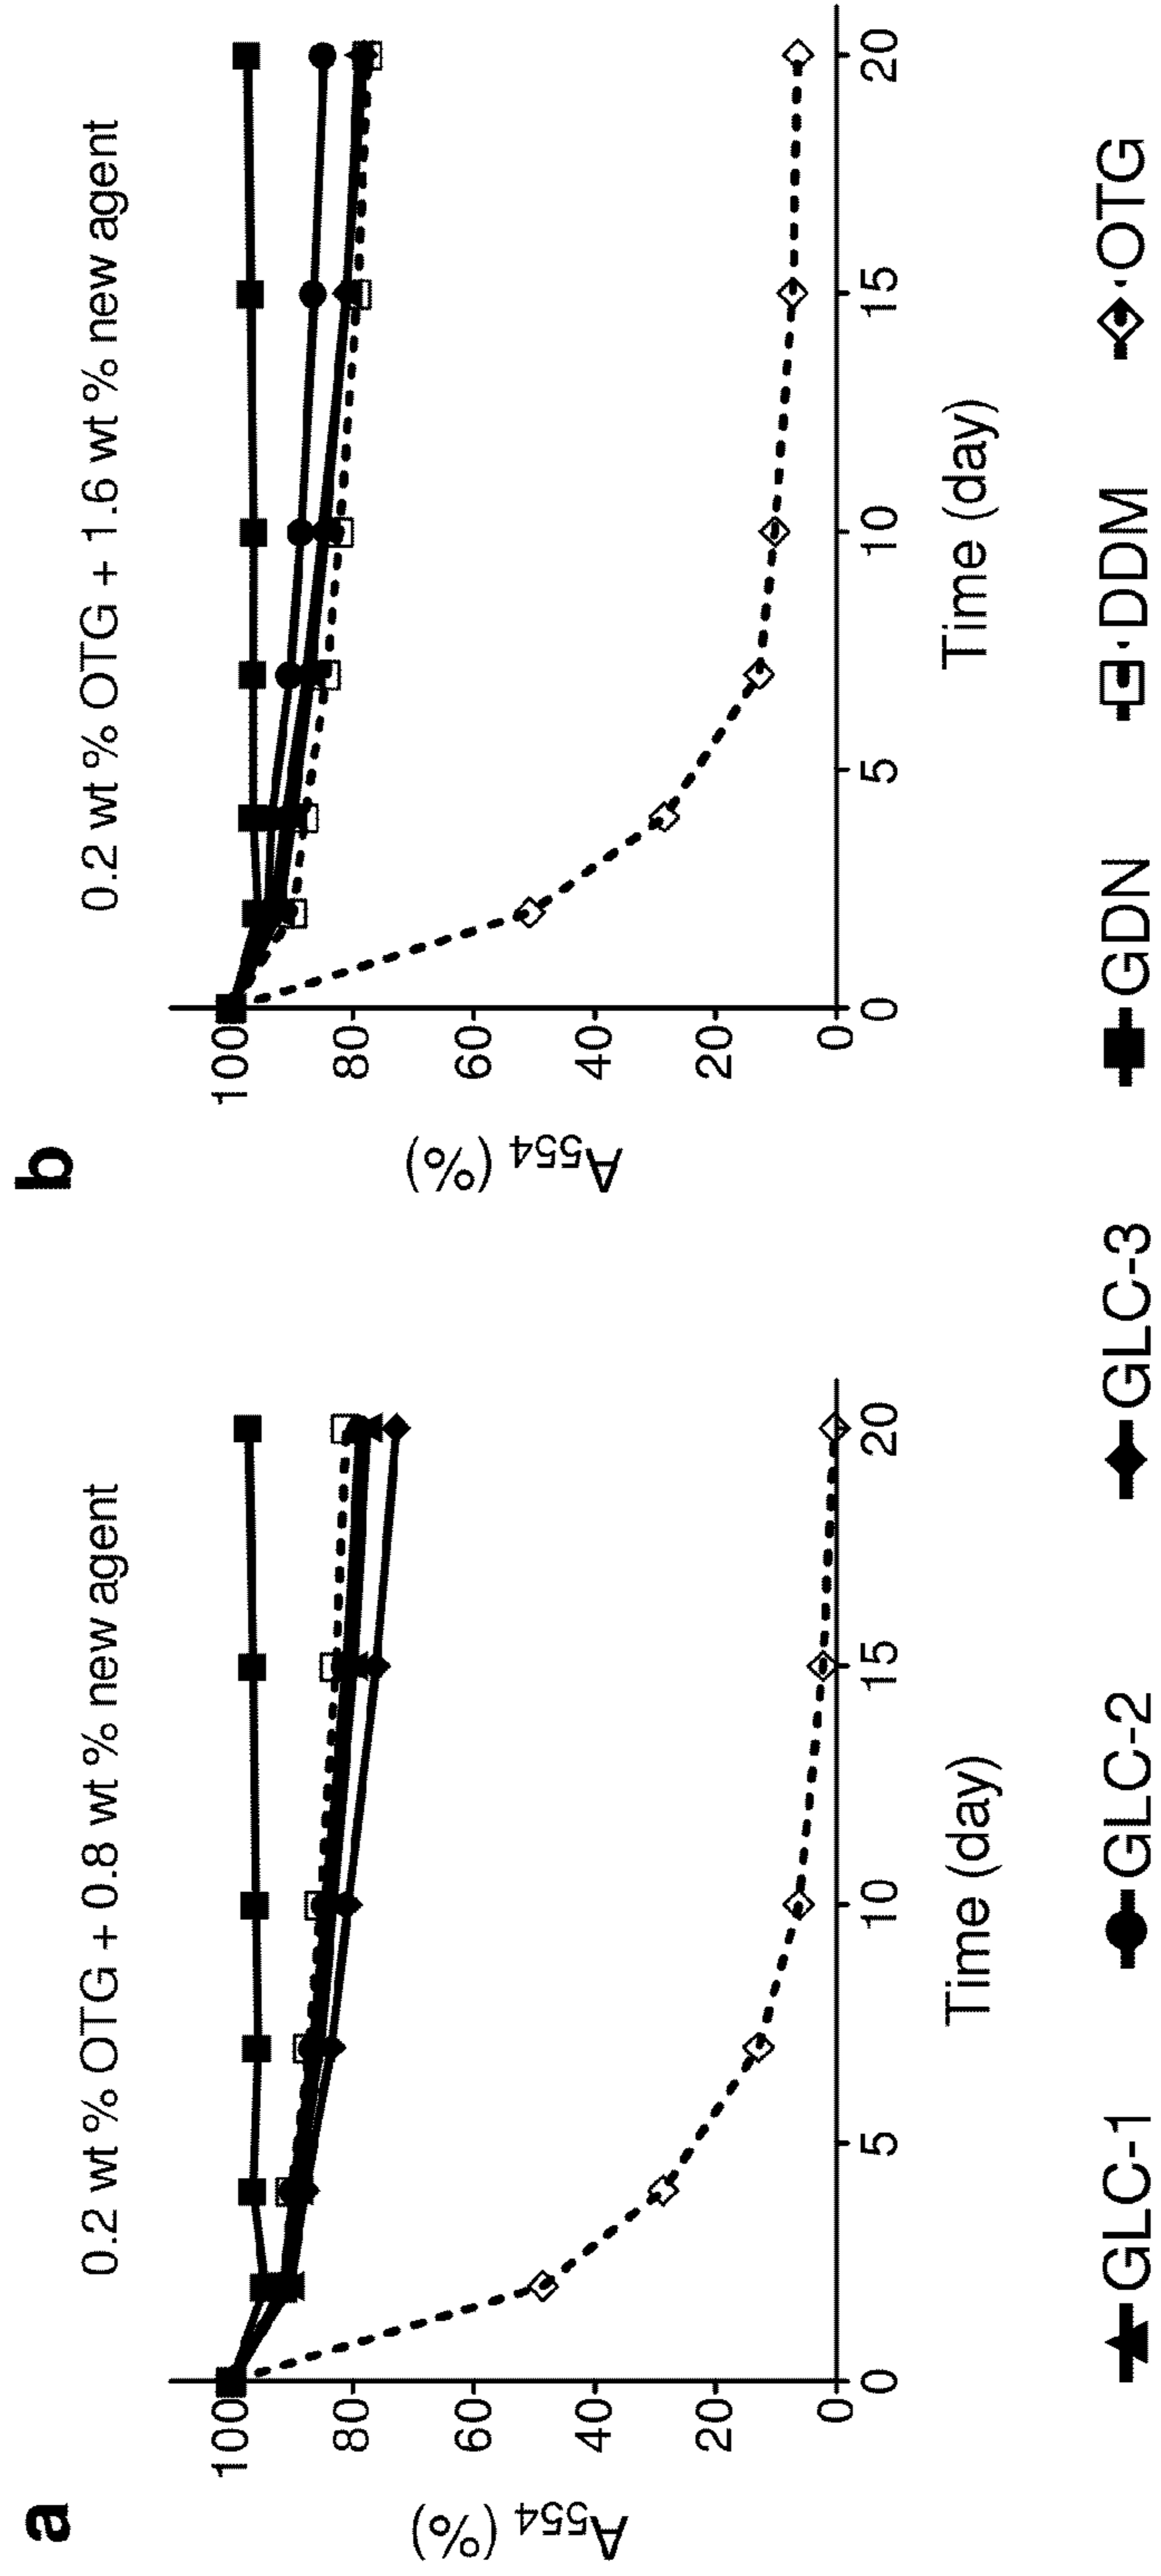 a
0.2 wt % OTG + 0.8 wt % new agent
A554 (%)
100
80
60
40
20
0
0 5 10 15 20
Time (day)
b
0.2 wt % OTG + 1.6 wt % new agent
A554 (%)
100
80
60
40
20
0
0 5 10 15 20
Time (day)
GLC-1 GLC-2 GLC-3 GDN DDM OTG